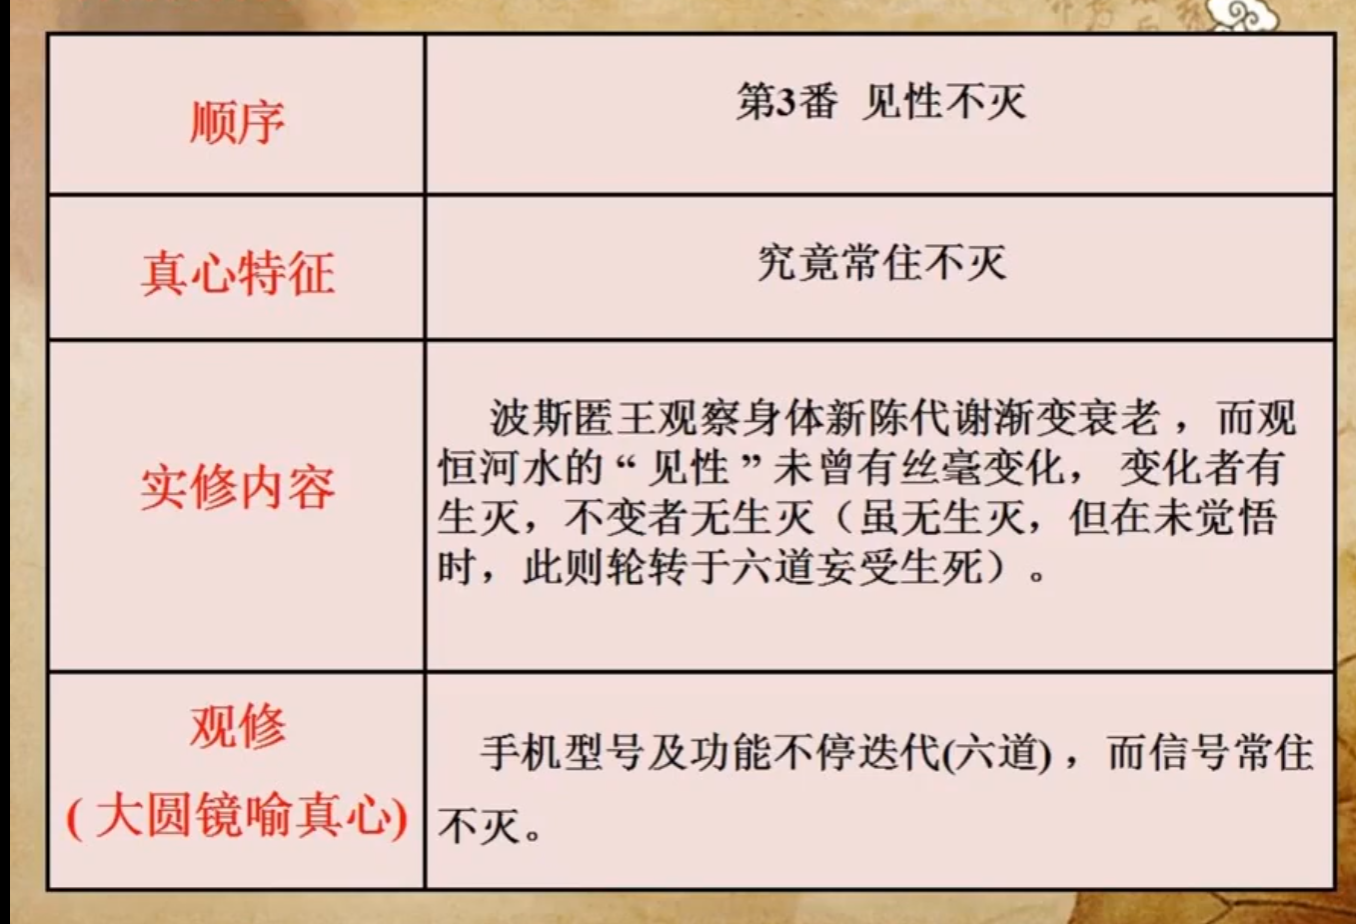 顺序
第3番 见性不灭
真心特征
究竟常住不灭
实修内容
波斯匿王观察身体新陈代谢渐变衰老，而观
恒河水的“见性”未曾有丝毫变化， 变化者有
生灭，不变者无生灭（虽无生灭，但在未觉悟
时，此则轮转于六道妄受生死）。
观修
( 大圆镜喻真心)
手机型号及功能不停迭代(六道) ，而信号常住
不灭。